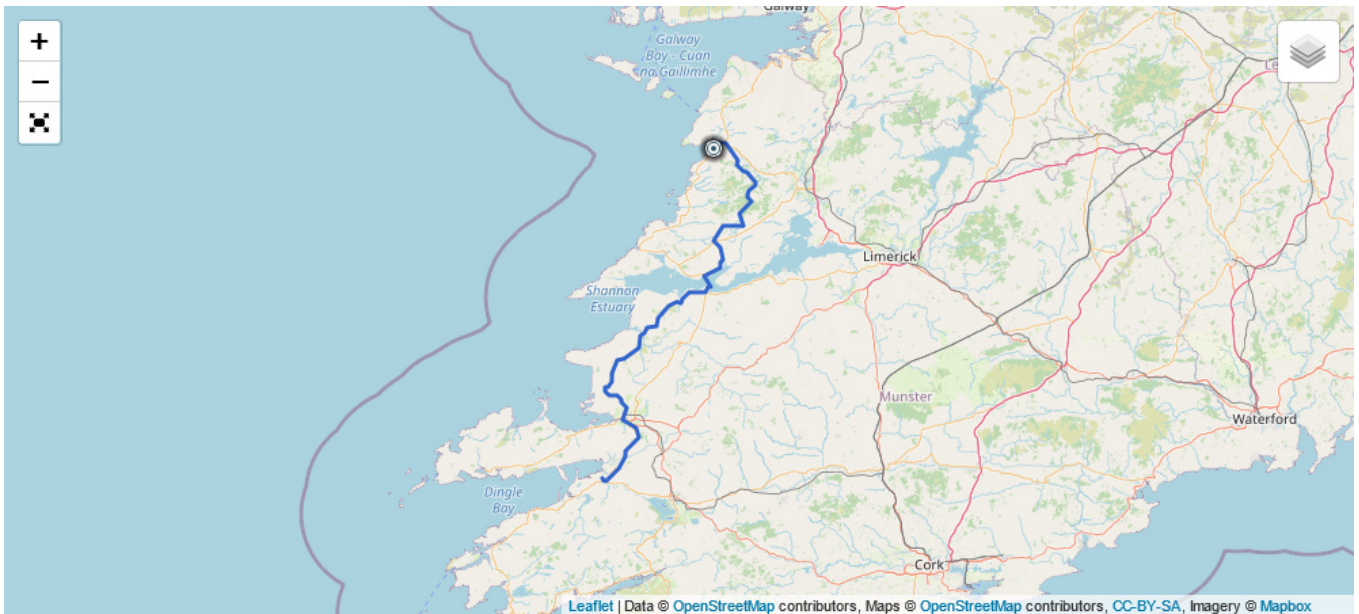 Galway
+
Galway
Bay - Cuan
na Gaillimhe
−
Limerick
Shannon
Estuary
Munster
Waterford
Dingle
Bay
Cork
Leaflet | Data © OpenStreetMap contributors, Maps © OpenStreetMap contributors, CC-BY-SA, Imagery © Mapbox